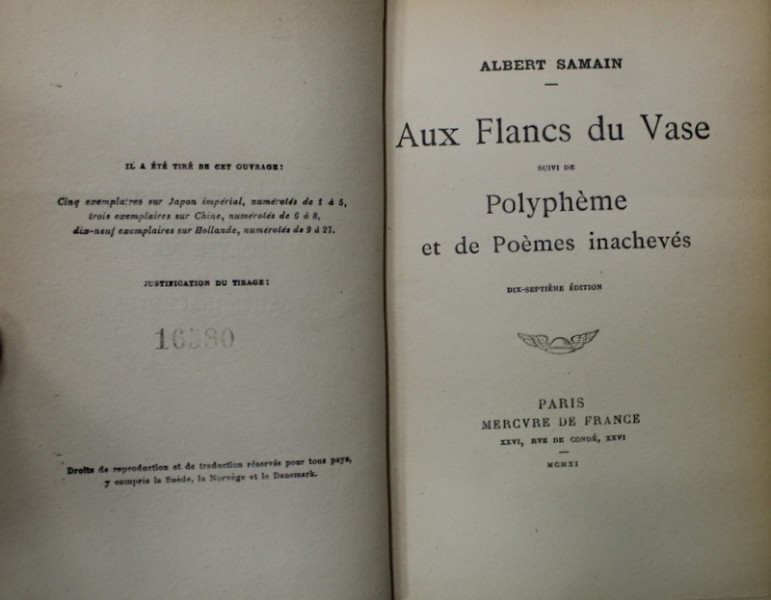 IL A ÉTÉ TIRÉ DE CET OUVRAGE :
Cinq exemplaires sur Japon impérial, numérotés de 1 à 5,
trois exemplaires sur Chine, numérotés de 6 à 8,
dix-neuf exemplaires sur Hollande, numérotés de 9 à 27.
JUSTIFICATION DU TIRAGE :
Droits de reproduction et de traduction réservés pour tous pays,
y compris la Suède, la Norvège et le Danemark.
ALBERT SAMAIN
Aux Flancs du Vase
SUIVI DE
Polyphème
et de Poèmes inachevés
DIX-SEPTIÈME ÉDITION
PARIS
MERCVRE DE FRANCE
XXVI, RVE DE CONDÉ, XXVI
MCMXI